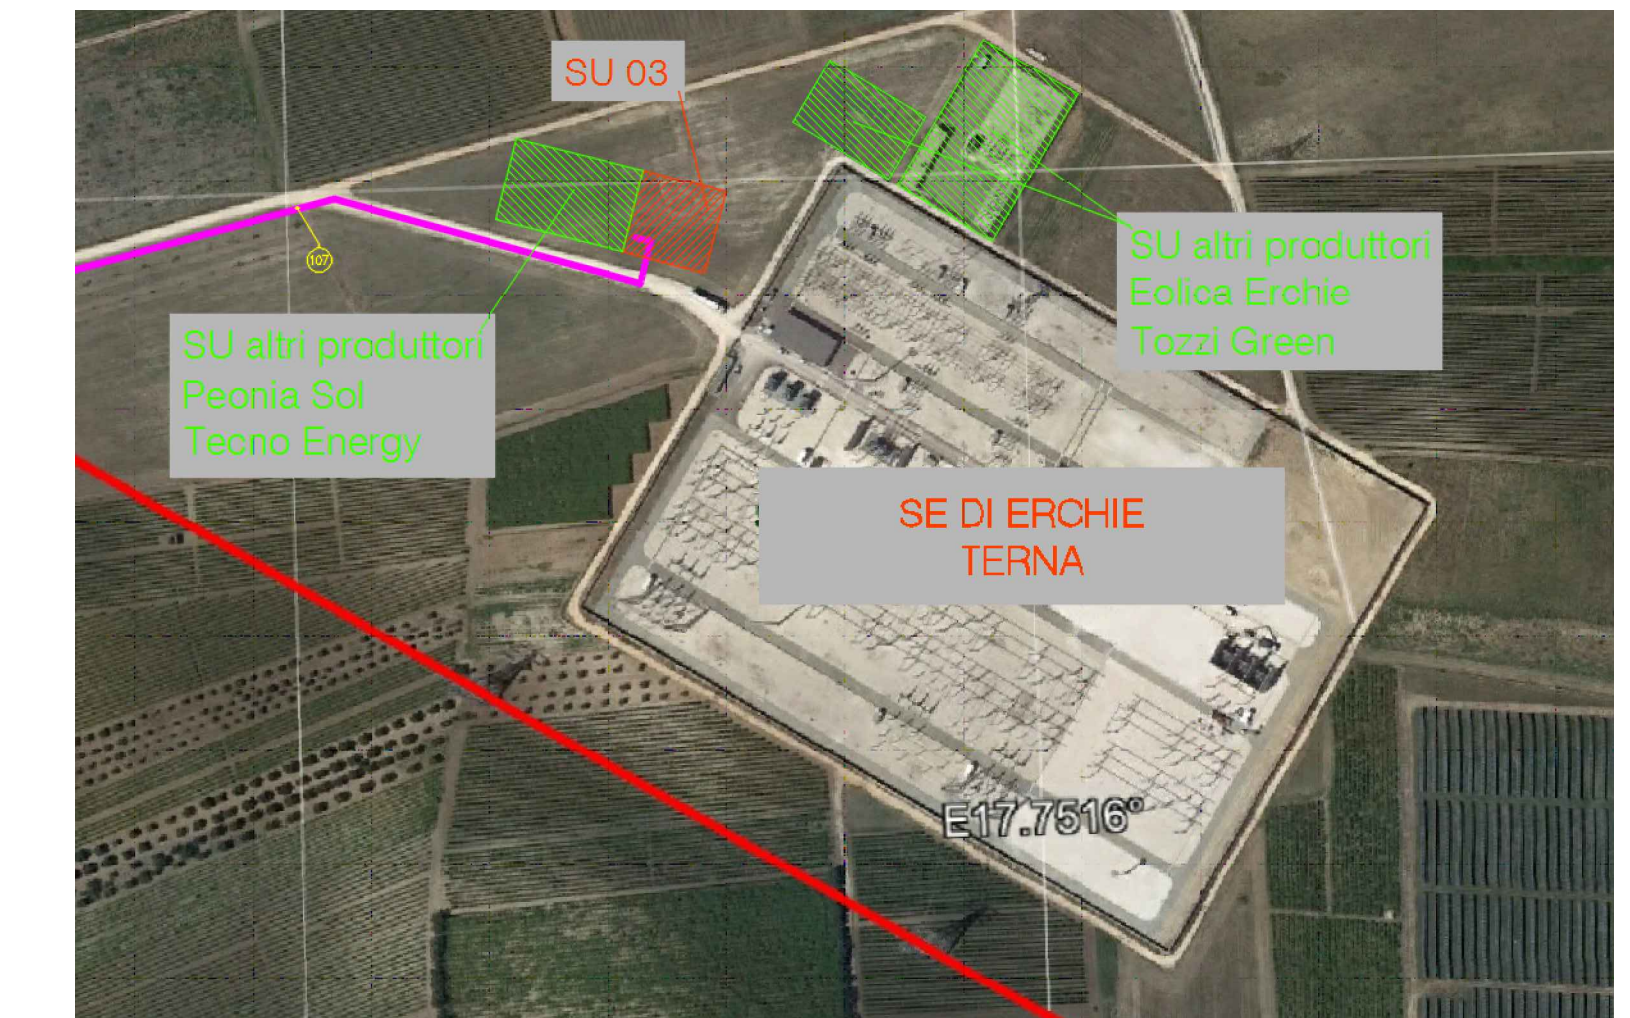 SU 03
107
SU altri produttori
Peonia Sol
Tecno Energy
SU altri produttori
Eolica Erchie
Tozzi Green
SE DI ERCHIE
TERNA
E17.7516°